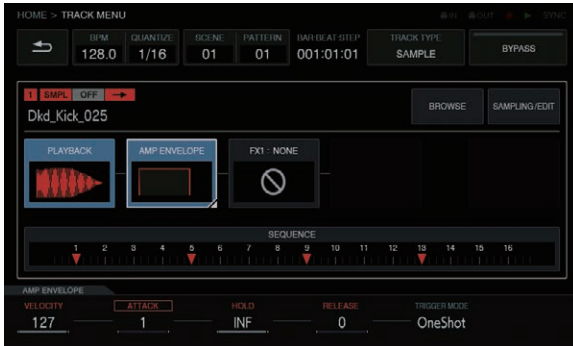 HOME > TRACK MENU
IN OUT SYNC
BPM QUANTIZE SCENE PATTERN BAR:BEAT:STEP TRACK TYPE
128.0 1/16 01 01 001:01:01 SAMPLE BYPASS
1 SMPL OFF
Dkd_Kick_025
BROWSE SAMPLING/EDIT
PLAYBACK AMP ENVELOPE FX1 : NONE
SEQUENCE
1 2 3 4 5 6 7 8 9 10 11 12 13 14 15 16
AMP ENVELOPE
VELOCITY ATTACK HOLD RELEASE TRIGGER MODE
127 1 INF 0 OneShot